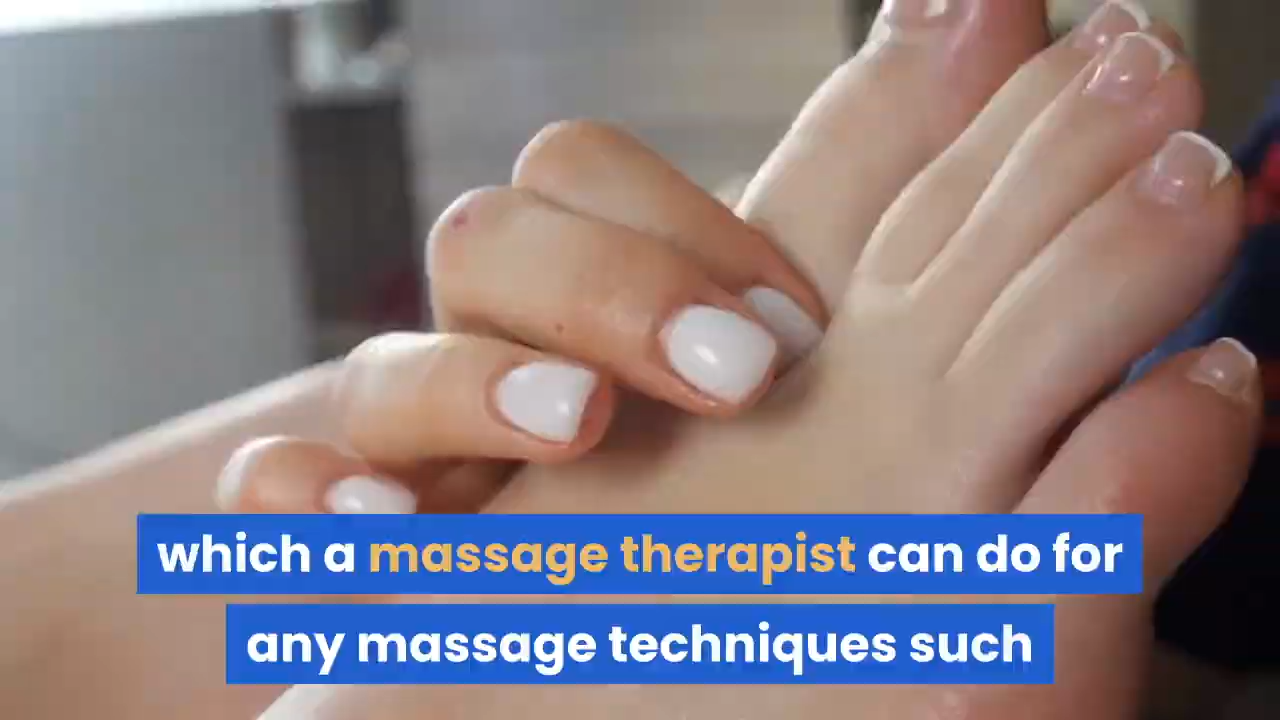 which a massage therapist can do for
any massage techniques such